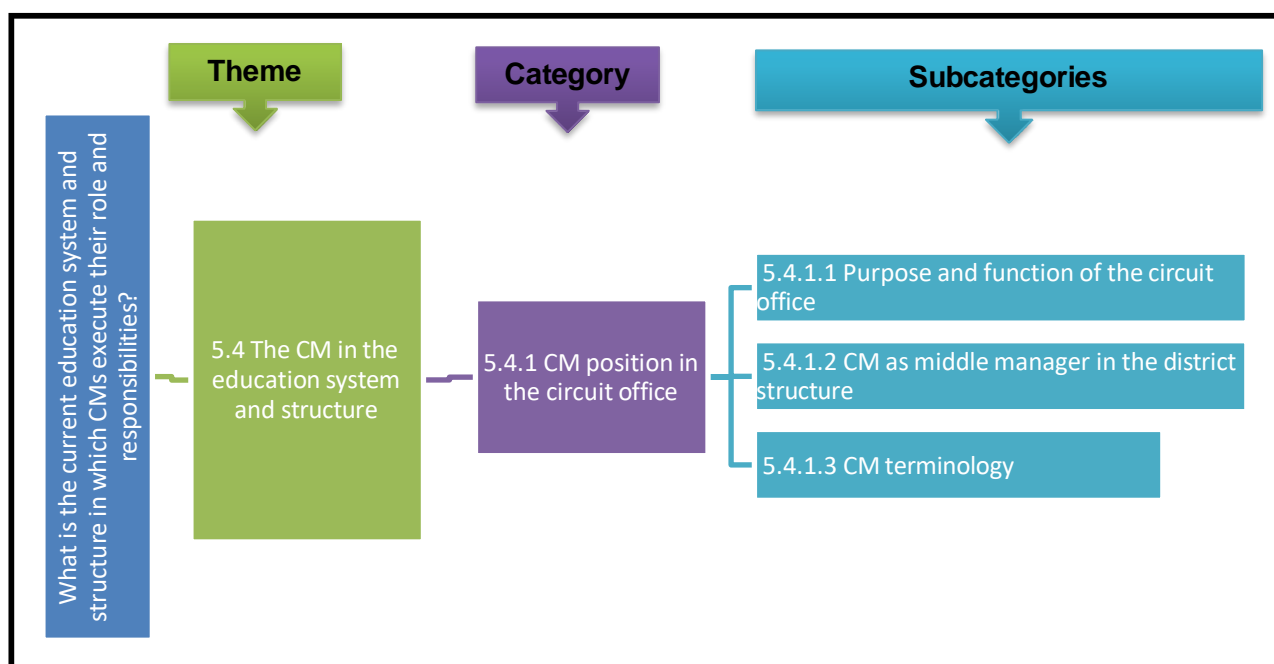 Theme
Category
Subcategories
What is the current education system and
structure in which CMs execute their role and
responsibilities?
5.4 The CM in the
education system
and structure
5.4.1 CM position in
the circuit office
5.4.1.1 Purpose and function of the circuit
office
5.4.1.2 CM as middle manager in the district
structure
5.4.1.3 CM terminology